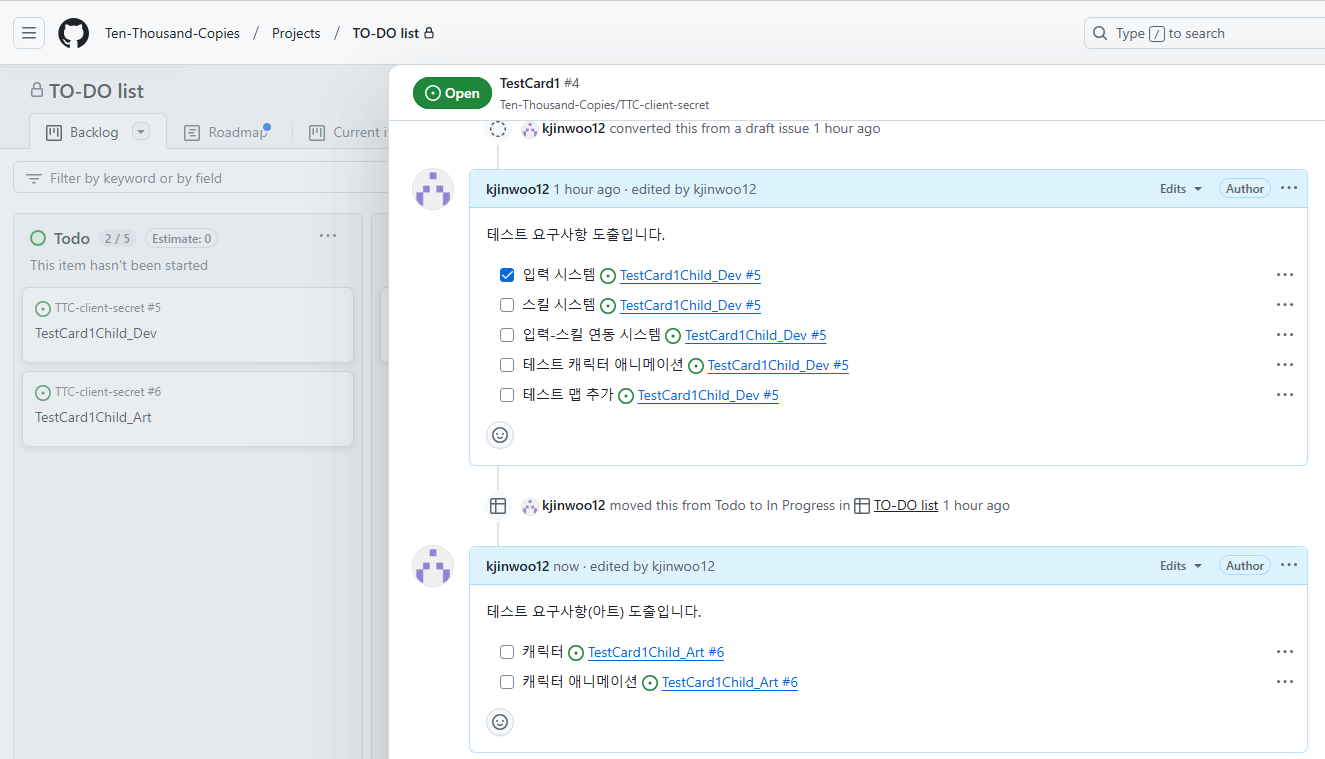 Ten-Thousand-Copies / Projects / TO-DO list
Type / to search
TO-DO list
Backlog
Roadmap
Current i
Filter by keyword or by field
Todo 2 / 5 Estimate: 0
This item hasn't been started
TTC-client-secret #5
TestCard1Child_Dev
TTC-client-secret #6
TestCard1Child_Art
Open
TestCard1 #4
Ten-Thousand-Copies/TTC-client-secret
kjinwoo12 converted this from a draft issue 1 hour ago
kjinwoo12 1 hour ago · edited by kjinwoo12
Edits
Author
테스트 요구사항 도출입니다.
입력 시스템 TestCard1Child_Dev #5
스킬 시스템 TestCard1Child_Dev #5
입력-스킬 연동 시스템 TestCard1Child_Dev #5
테스트 캐릭터 애니메이션 TestCard1Child_Dev #5
테스트 맵 추가 TestCard1Child_Dev #5
kjinwoo12 moved this from Todo to In Progress in TO-DO list 1 hour ago
kjinwoo12 now · edited by kjinwoo12
Edits
Author
테스트 요구사항(아트) 도출입니다.
캐릭터 TestCard1Child_Art #6
캐릭터 애니메이션 TestCard1Child_Art #6